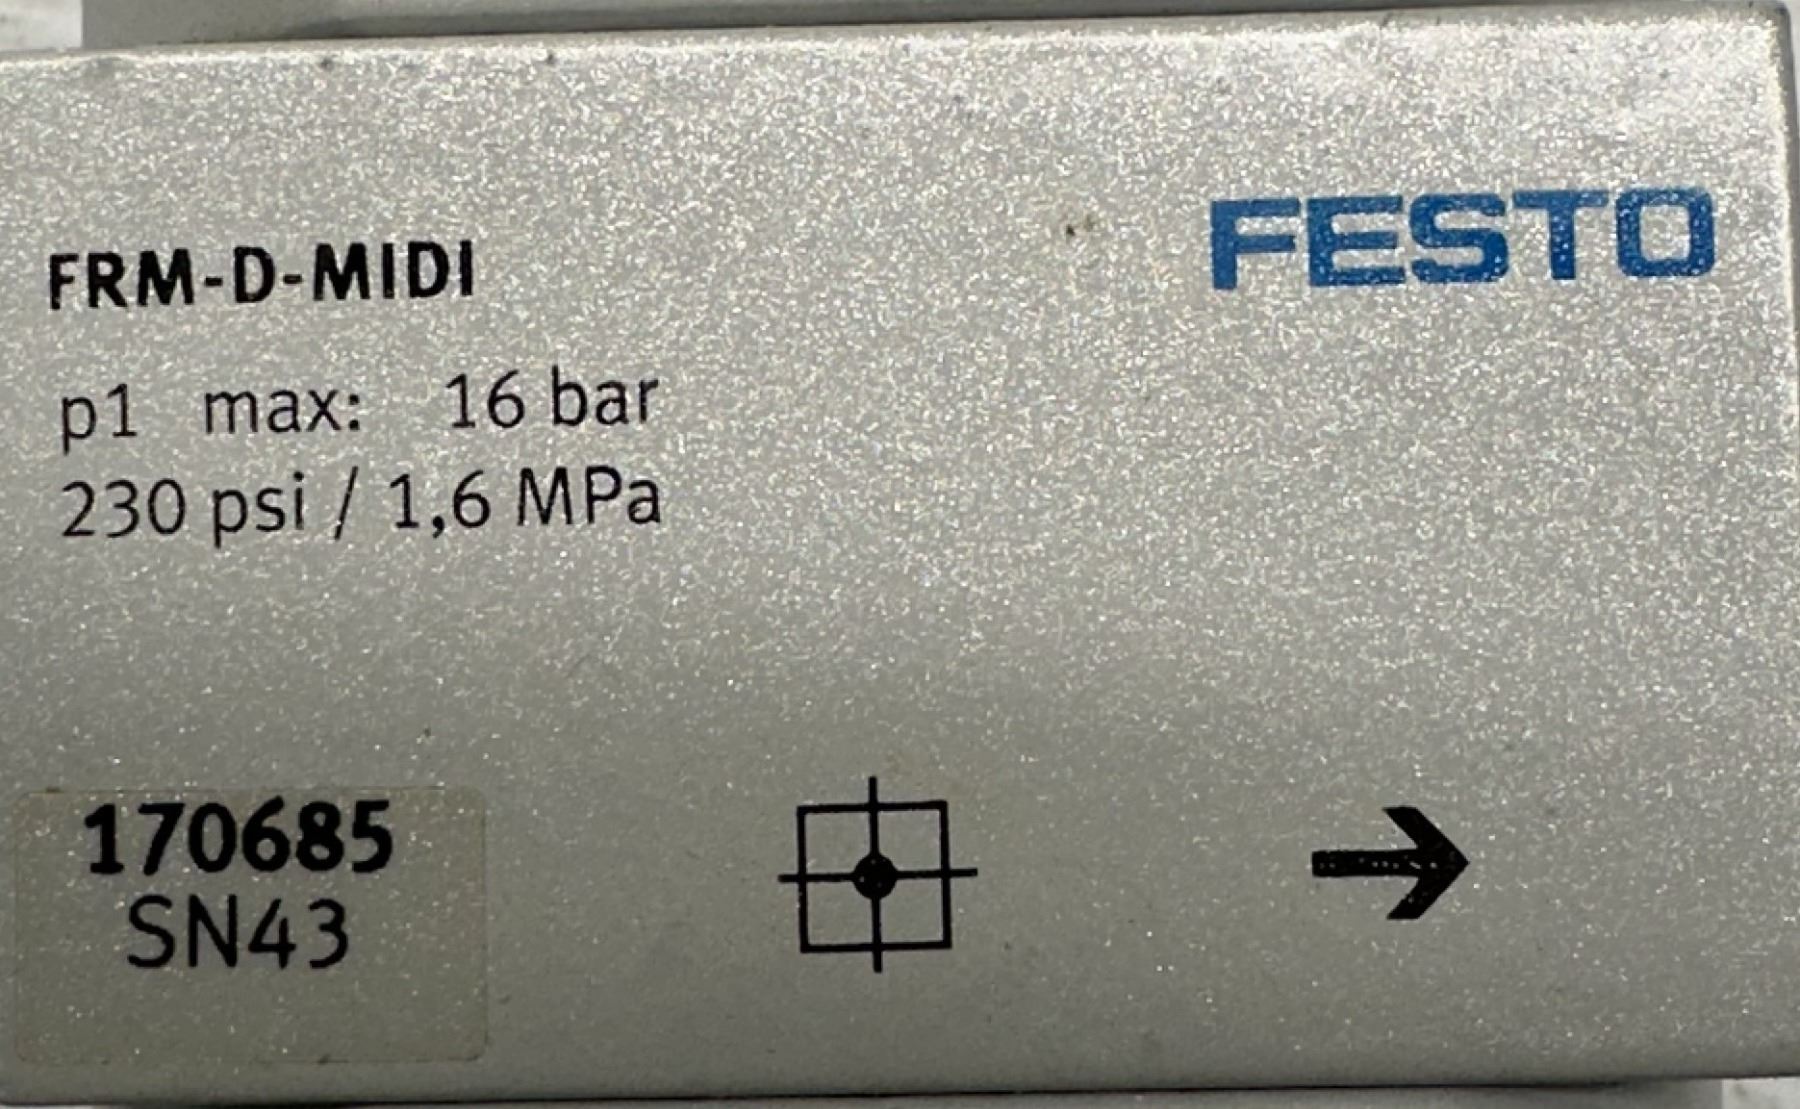 FESTO
FRM-D-MIDI
p1 max: 16 bar
230 psi / 1,6 MPa
170685
SN43